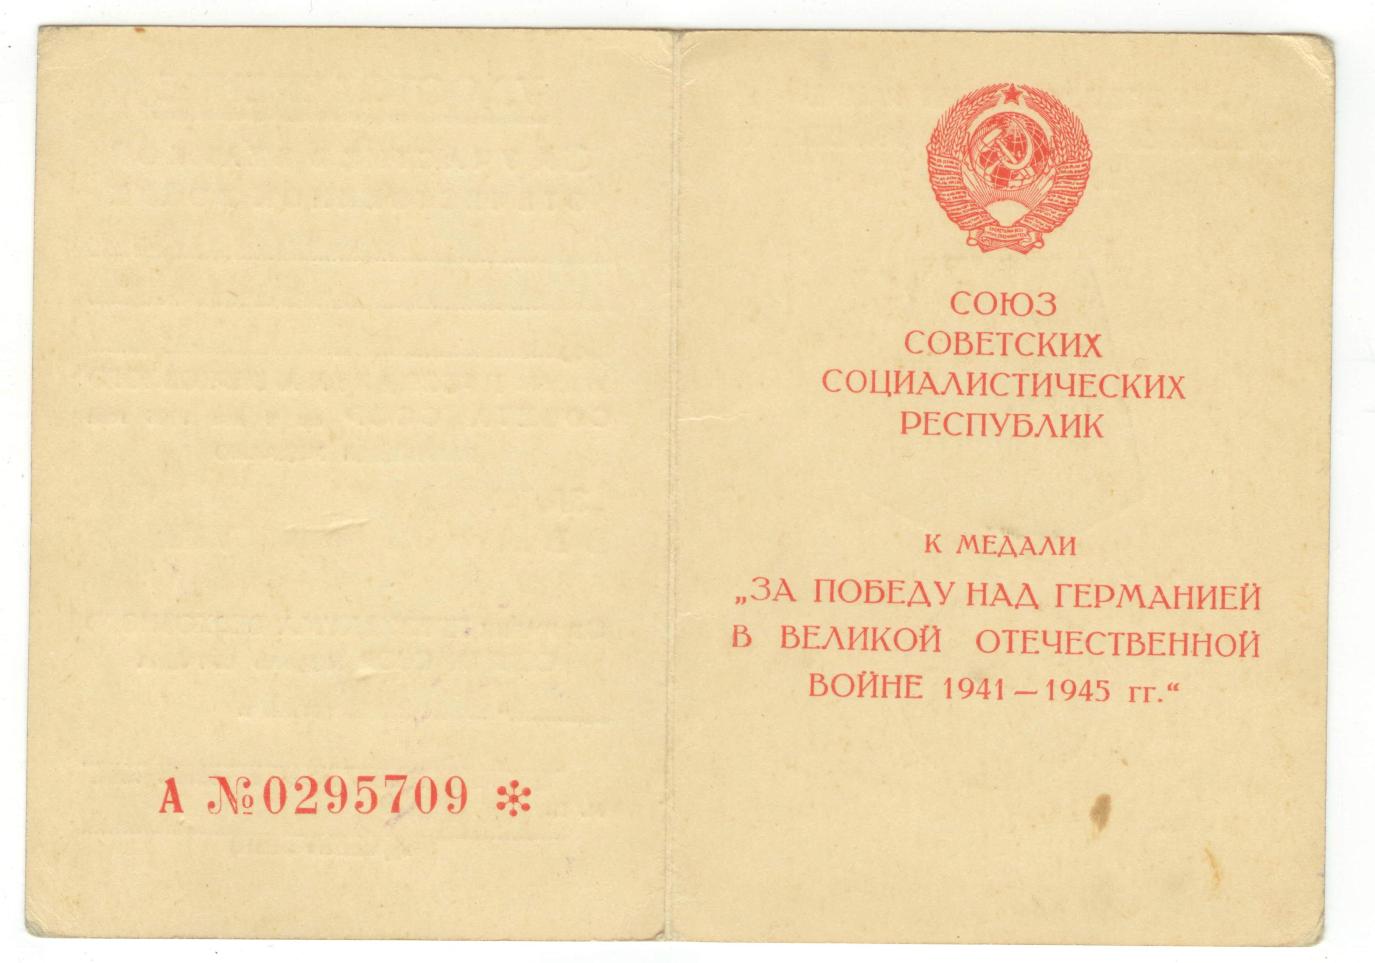 А №0295709 *
СОЮЗ
СОВЕТСКИХ
СОЦИАЛИСТИЧЕСКИХ
РЕСПУБЛИК
К МЕДАЛИ
„ЗА ПОБЕДУ НАД ГЕРМАНИЕЙ
В ВЕЛИКОЙ ОТЕЧЕСТВЕННОЙ
ВОЙНЕ 1941 — 1945 гг.“